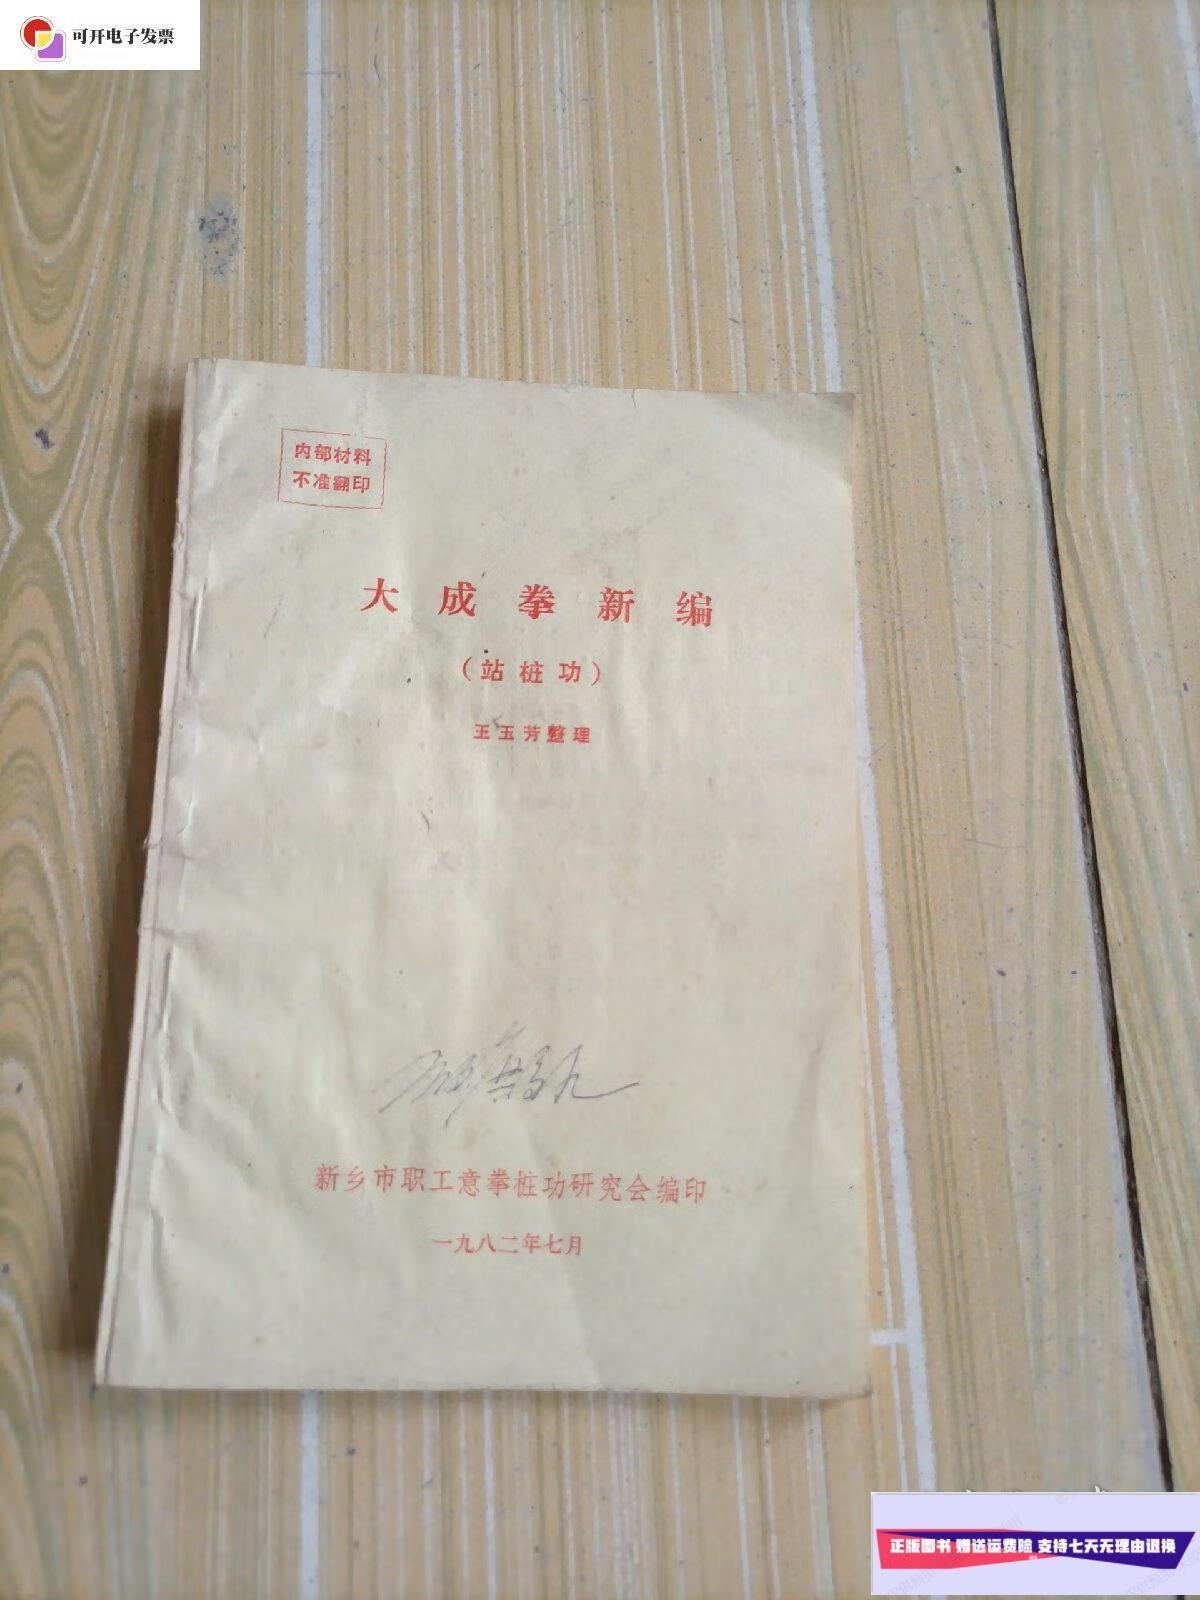 可开电子发票
内部材料
不准翻印
大成拳新编
（站桩功）
王玉芳整理
新乡市职工意拳桩功研究会编印
一九八二年七月
正版图书 赠送运费险 支持七天无理由退换